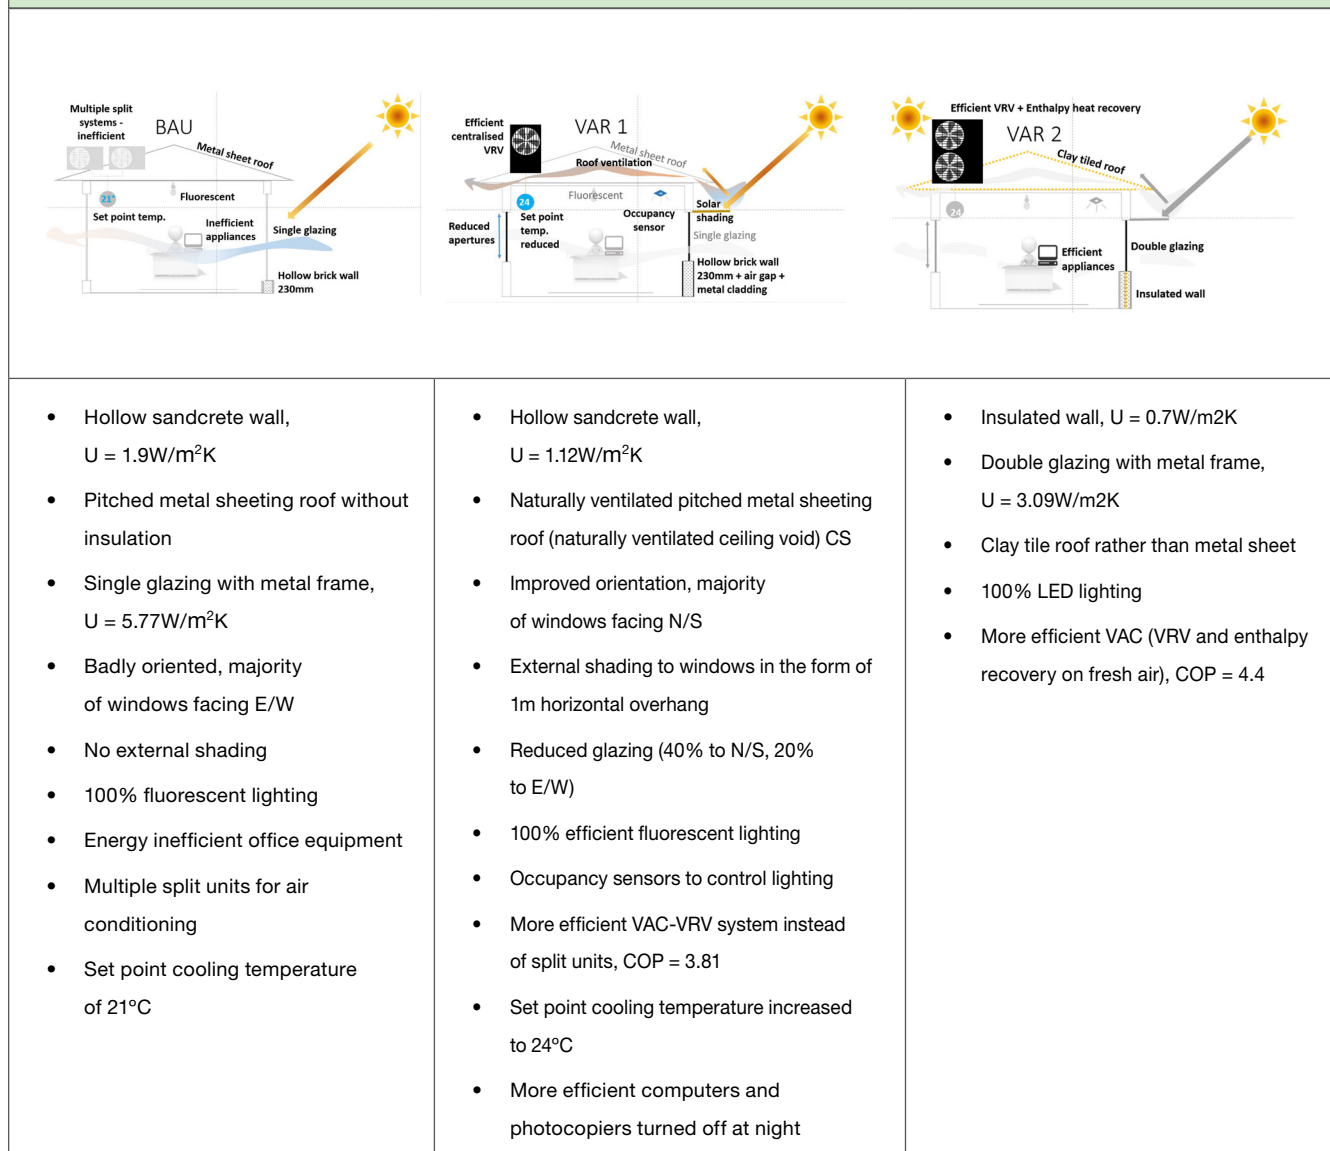 Multiple split
systems -
inefficient
BAU
Metal sheet roof
21°
Fluorescent
Set point temp.
Inefficient
appliances
Single glazing
Hollow brick wall
230mm
Efficient
centralised
VRV
VAR 1
Metal sheet roof
Roof ventilation
24
Fluorescent
Solar
shading
Reduced
apertures
Set point
temp.
reduced
Occupancy
sensor
Single glazing
Hollow brick wall
230mm + air gap +
metal cladding
Efficient VRV + Enthalpy heat recovery
VAR 2
Clay tiled roof
24
Efficient
appliances
Double glazing
Insulated wall
• Hollow sandcrete wall,
U = 1.9W/m²K
• Pitched metal sheeting roof without
insulation
• Single glazing with metal frame,
U = 5.77W/m²K
• Badly oriented, majority
of windows facing E/W
• No external shading
• 100% fluorescent lighting
• Energy inefficient office equipment
• Multiple split units for air
conditioning
• Set point cooling temperature
of 21ºC
• Hollow sandcrete wall,
U = 1.12W/m²K
• Naturally ventilated pitched metal sheeting
roof (naturally ventilated ceiling void) CS
• Improved orientation, majority
of windows facing N/S
• External shading to windows in the form of
1m horizontal overhang
• Reduced glazing (40% to N/S, 20%
to E/W)
• 100% efficient fluorescent lighting
• Occupancy sensors to control lighting
• More efficient VAC-VRV system instead
of split units, COP = 3.81
• Set point cooling temperature increased
to 24ºC
• More efficient computers and
photocopiers turned off at night
• Insulated wall, U = 0.7W/m2K
• Double glazing with metal frame,
U = 3.09W/m2K
• Clay tile roof rather than metal sheet
• 100% LED lighting
• More efficient VAC (VRV and enthalpy
recovery on fresh air), COP = 4.4